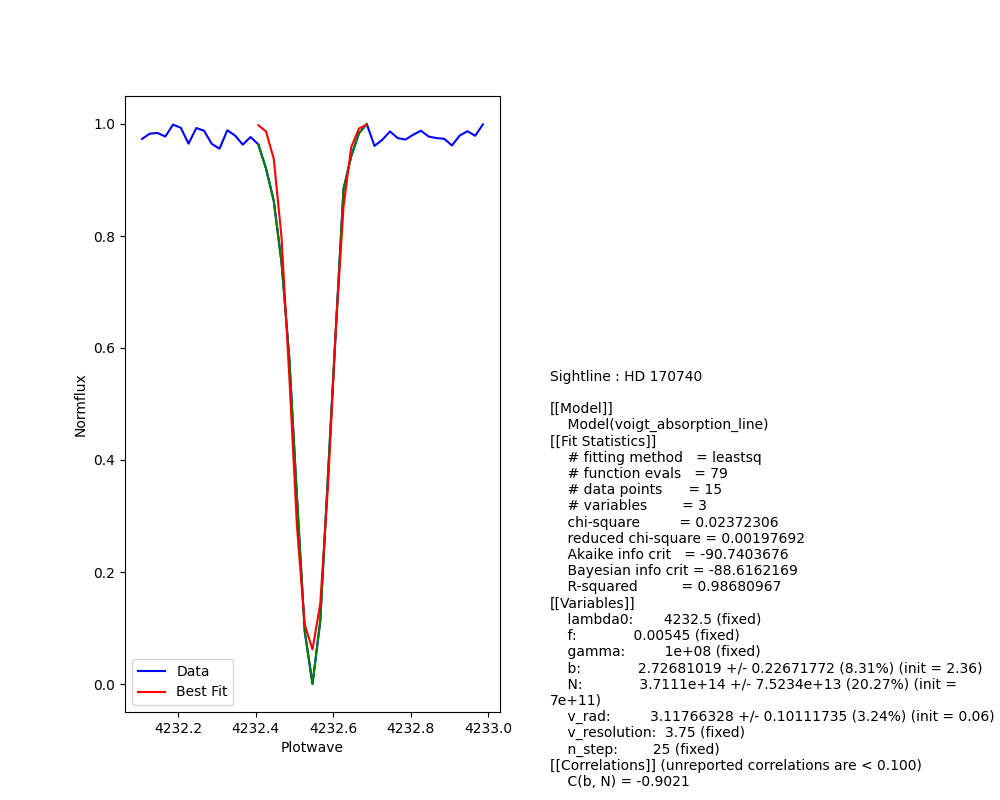 1.0
0.8
0.6
0.4
0.2
0.0
Normflux
Data
Best Fit
4232.2 4232.4 4232.6 4232.8 4233.0
Plotwave
Sightline : HD 170740
[[Model]]
Model(voigt_absorption_line)
[[Fit Statistics]]
# fitting method = leastsq
# function evals = 79
# data points = 15
# variables = 3
chi-square = 0.02372306
reduced chi-square = 0.00197692
Akaike info crit = -90.7403676
Bayesian info crit = -88.6162169
R-squared = 0.98680967
[[Variables]]
lambda0: 4232.5 (fixed)
f: 0.00545 (fixed)
gamma: 1e+08 (fixed)
b: 2.72681019 +/- 0.22671772 (8.31%) (init = 2.36)
N: 3.7111e+14 +/- 7.5234e+13 (20.27%) (init =
7e+11)
v_rad: 3.11766328 +/- 0.10111735 (3.24%) (init = 0.06)
v_resolution: 3.75 (fixed)
n_step: 25 (fixed)
[[Correlations]] (unreported correlations are < 0.100)
C(b, N) = -0.9021